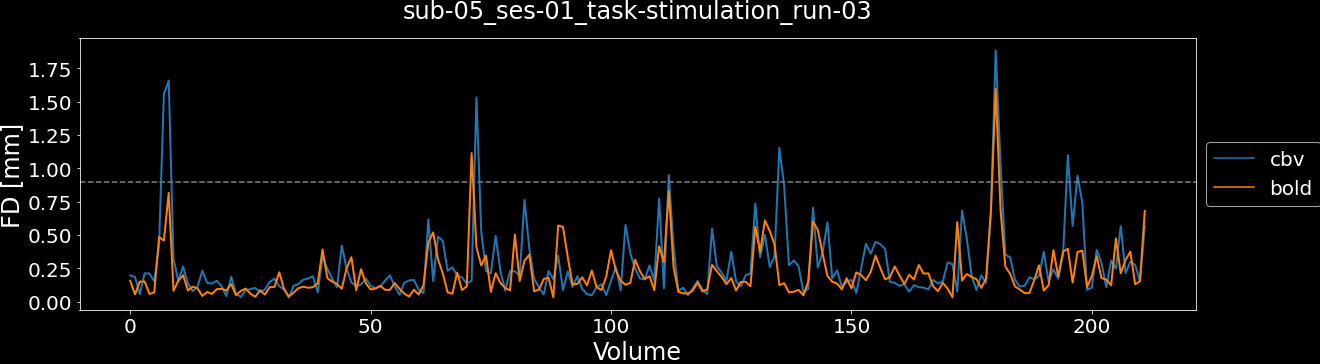 sub-05_ses-01_task-stimulation_run-03
FD [mm]
1.75
1.50
1.25
1.00
0.75
0.50
0.25
0.00
0 50 100 150 200
Volume
cbv
bold